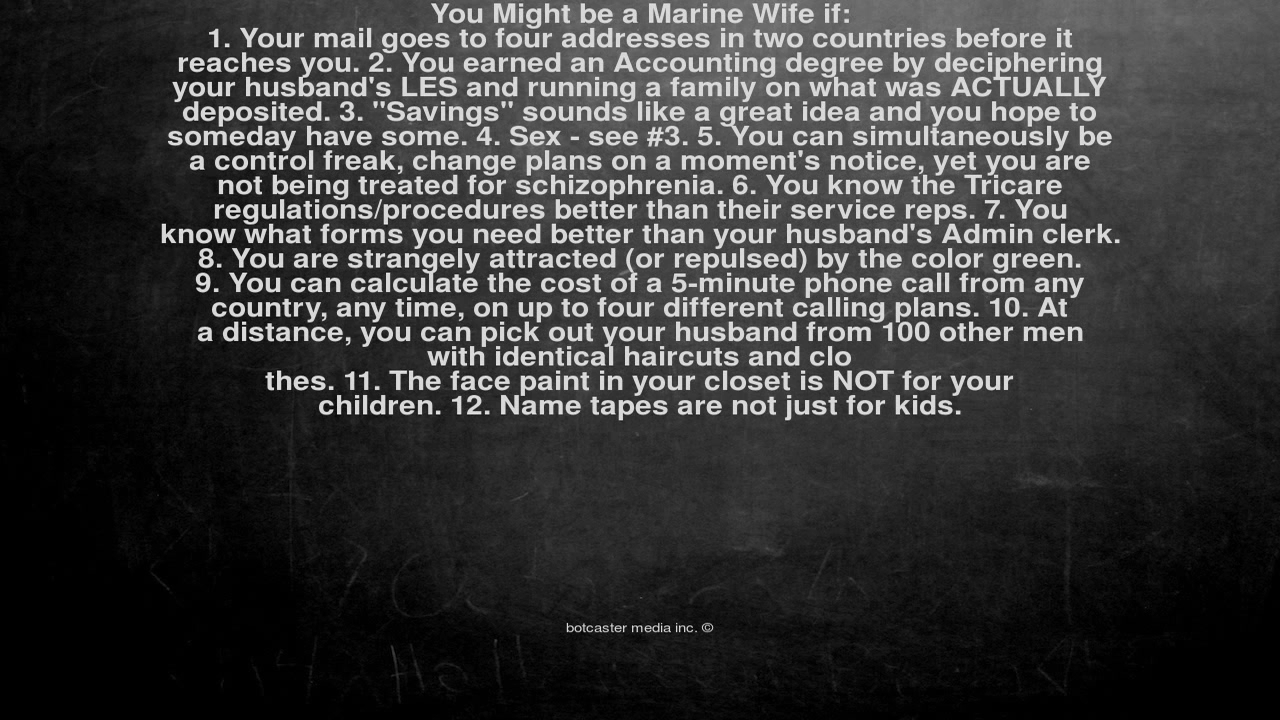 You Might be a Marine Wife if:
1. Your mail goes to four addresses in two countries before it
reaches you. 2. You earned an Accounting degree by deciphering
your husband's LES and running a family on what was ACTUALLY
deposited. 3. "Savings" sounds like a great idea and you hope to
someday have some. 4. Sex - see #3. 5. You can simultaneously be
a control freak, change plans on a moment's notice, yet you are
not being treated for schizophrenia. 6. You know the Tricare
regulations/procedures better than their service reps. 7. You
know what forms you need better than your husband's Admin clerk.
8. You are strangely attracted (or repulsed) by the color green.
9. You can calculate the cost of a 5-minute phone call from any
country, any time, on up to four different calling plans. 10. At
a distance, you can pick out your husband from 100 other men
with identical haircuts and clo
thes. 11. The face paint in your closet is NOT for your
children. 12. Name tapes are not just for kids.
botcaster media inc. ©